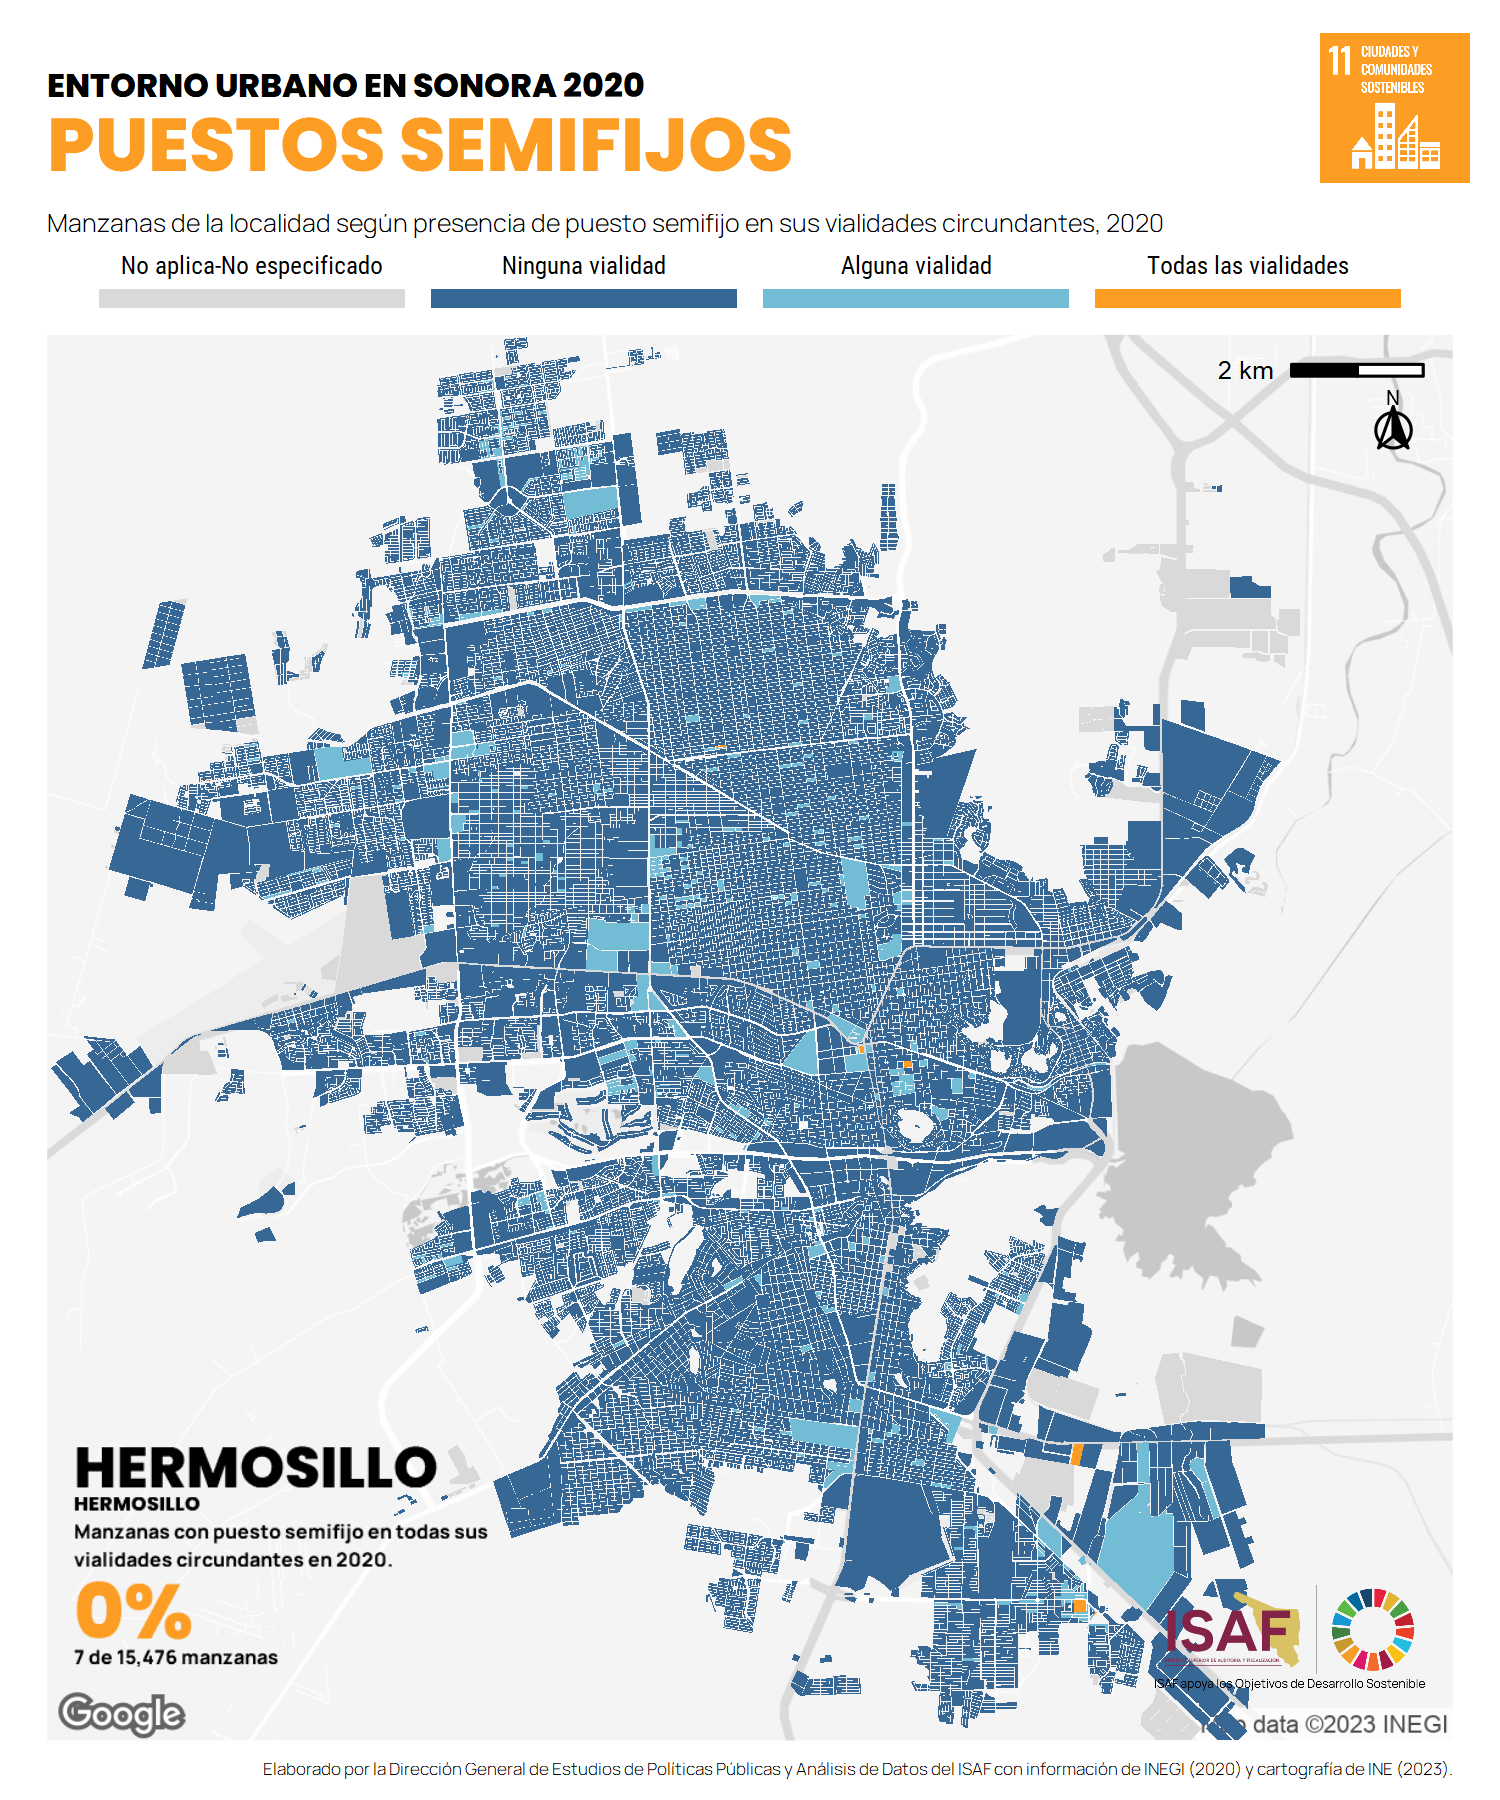 ENTORNO URBANO EN SONORA 2020
PUESTOS SEMIFIJOS
11 CIUDADES Y
COMUNIDADES
SOSTENIBLES
Manzanas de la localidad según presencia de puesto semifijo en sus vialidades circundantes, 2020
No aplica-No especificado
Ninguna vialidad
Alguna vialidad
Todas las vialidades
2 km
N
HERMOSILLO
HERMOSILLO
Manzanas con puesto semifijo en todas sus
vialidades circundantes en 2020.
0%
7 de 15,476 manzanas
ISAF
ISAF apoya los Objetivos de Desarrollo Sostenible
Google
data ©2023 INEGI
Elaborado por la Dirección General de Estudios de Políticas Públicas y Análisis de Datos del ISAF con información de INEGI (2020) y cartografía de INE (2023).